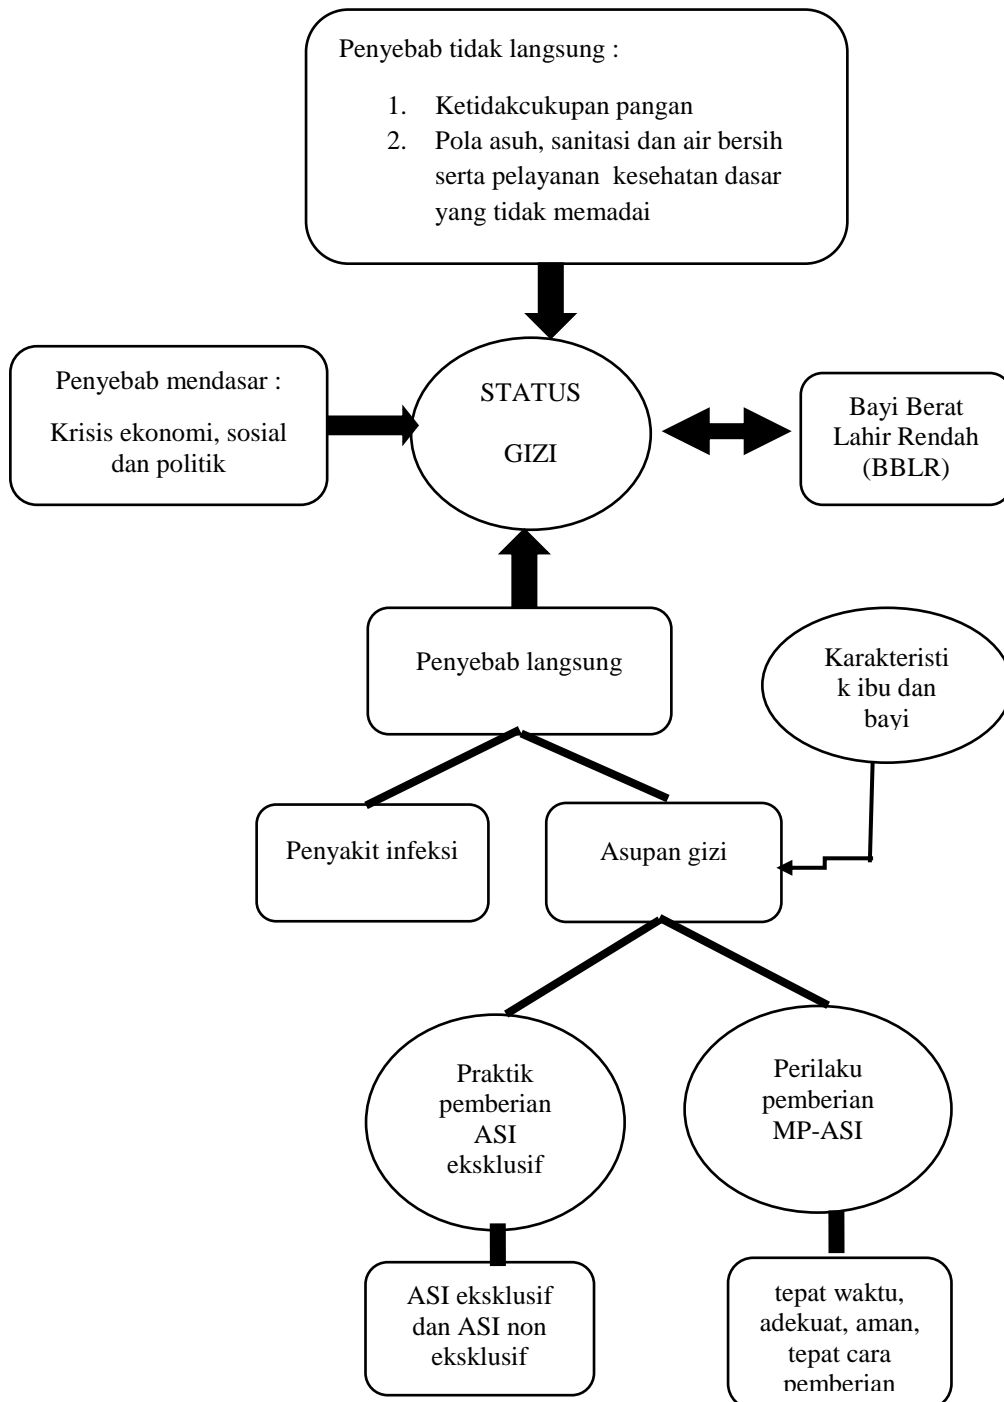 Penyebab tidak langsung :
1. Ketidakcukupan pangan
2. Pola asuh, sanitasi dan air bersih
serta pelayanan kesehatan dasar
yang tidak memadai
Penyebab mendasar :
Krisis ekonomi, sosial
dan politik
STATUS
GIZI
Bayi Berat
Lahir Rendah
(BBLR)
Penyebab langsung
Karakteristi
k ibu dan
bayi
Penyakit infeksi
Asupan gizi
Praktik
pemberian
ASI
eksklusif
Perilaku
pemberian
MP-ASI
ASI eksklusif
dan ASI non
eksklusif
tepat waktu,
adekuat, aman,
tepat cara
pemberian